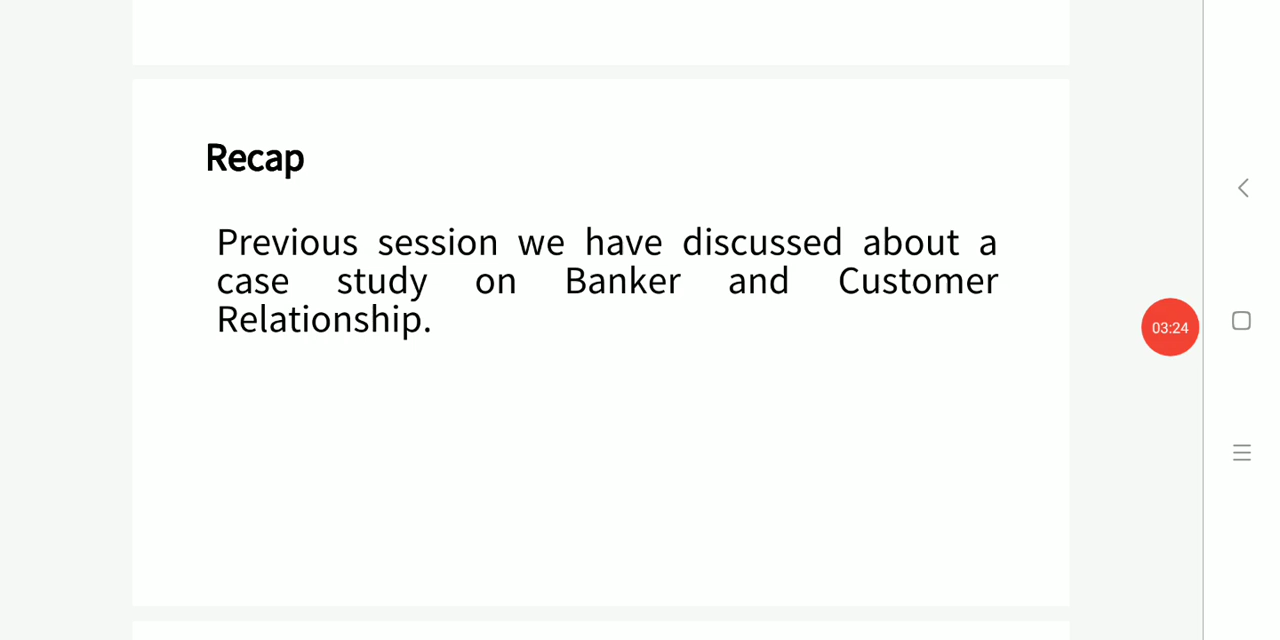 Recap
Previous session we have discussed about a
case study on Banker and Customer
Relationship.
03:24